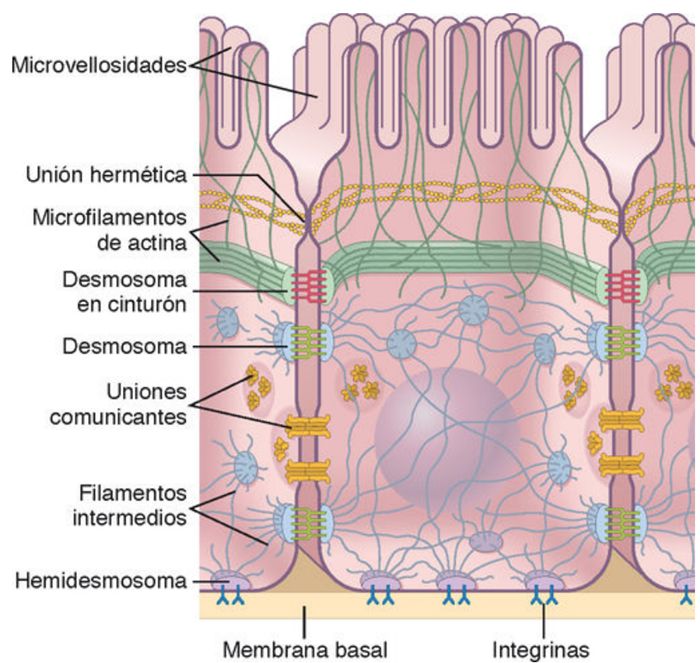 Microvellosidades
Unión hermética
Microfilamentos
de actina
Desmosoma
en cinturón
Desmosoma
Uniones
comunicantes
Filamentos
intermedios
Hemidesmosoma
Membrana basal
Integrinas